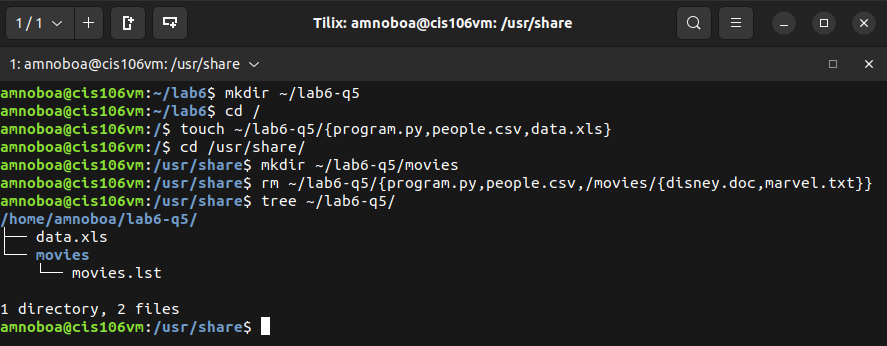 1 / 1
Tilix: amnoboa@cis106vm: /usr/share
1: amnoboa@cis106vm: /usr/share
amnoboa@cis106vm:~/lab6$ mkdir ~/lab6-q5
amnoboa@cis106vm:~/lab6$ cd /
amnoboa@cis106vm:/$ touch ~/lab6-q5/{program.py,people.csv,data.xls}
amnoboa@cis106vm:/$ cd /usr/share/
amnoboa@cis106vm:/usr/share$ mkdir ~/lab6-q5/movies
amnoboa@cis106vm:/usr/share$ rm ~/lab6-q5/{program.py,people.csv,/movies/{disney.doc,marvel.txt}}
amnoboa@cis106vm:/usr/share$ tree ~/lab6-q5/
/home/amnoboa/lab6-q5/
├── data.xls
└── movies
    └── movies.lst
1 directory, 2 files
amnoboa@cis106vm:/usr/share$